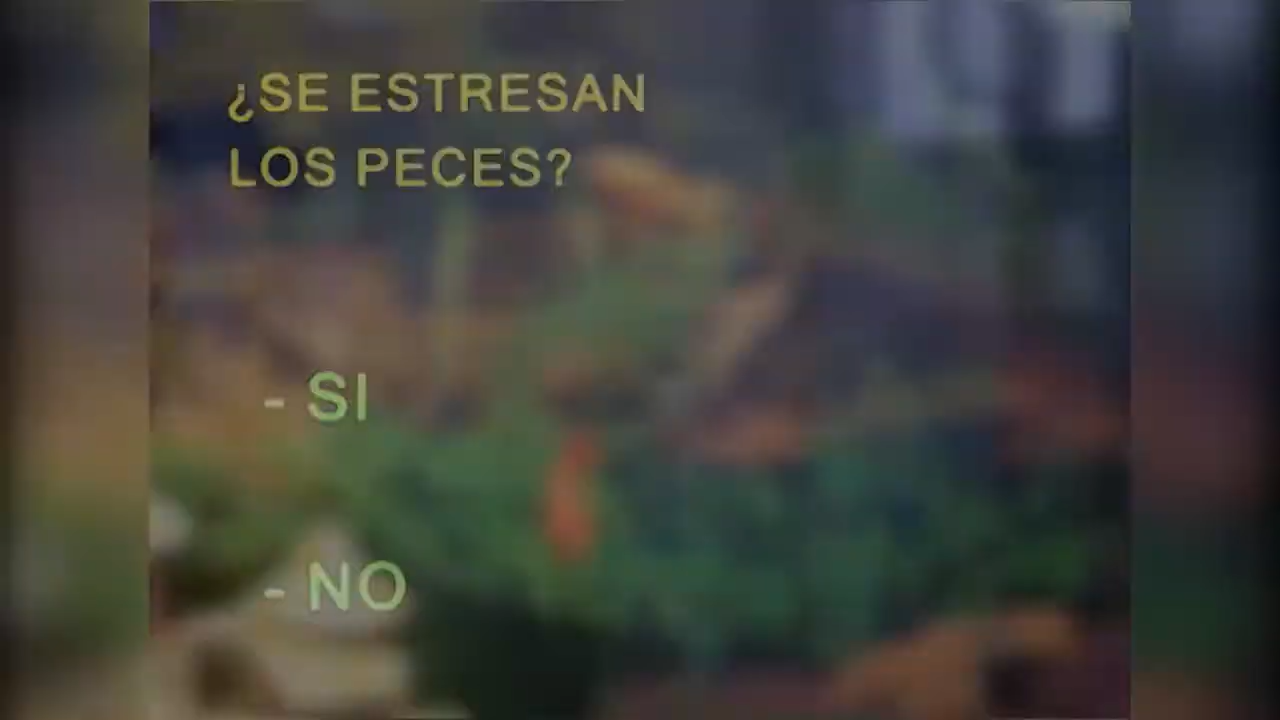 ¿SE ESTRESAN
LOS PECES?
- SI
- NO